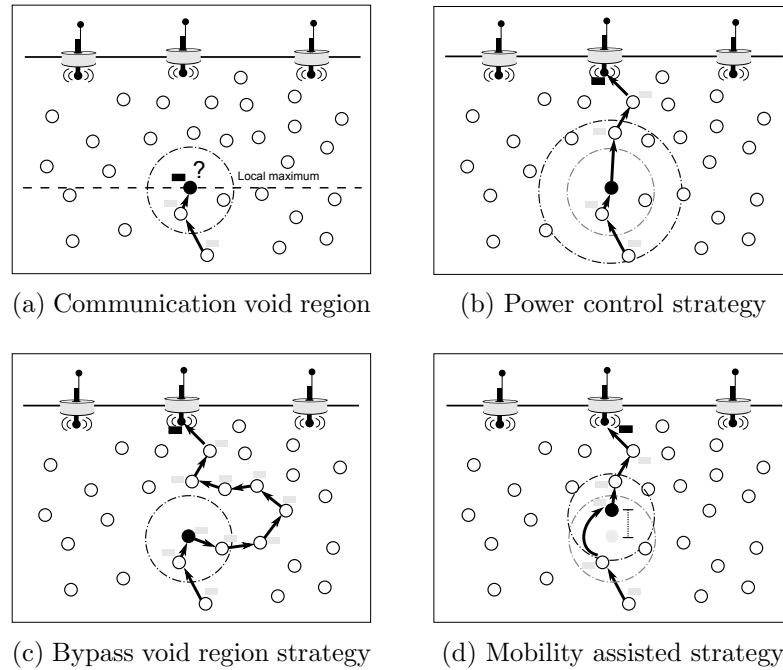 ?
Local maximum
(a) Communication void region
(b) Power control strategy
(c) Bypass void region strategy
(d) Mobility assisted strategy